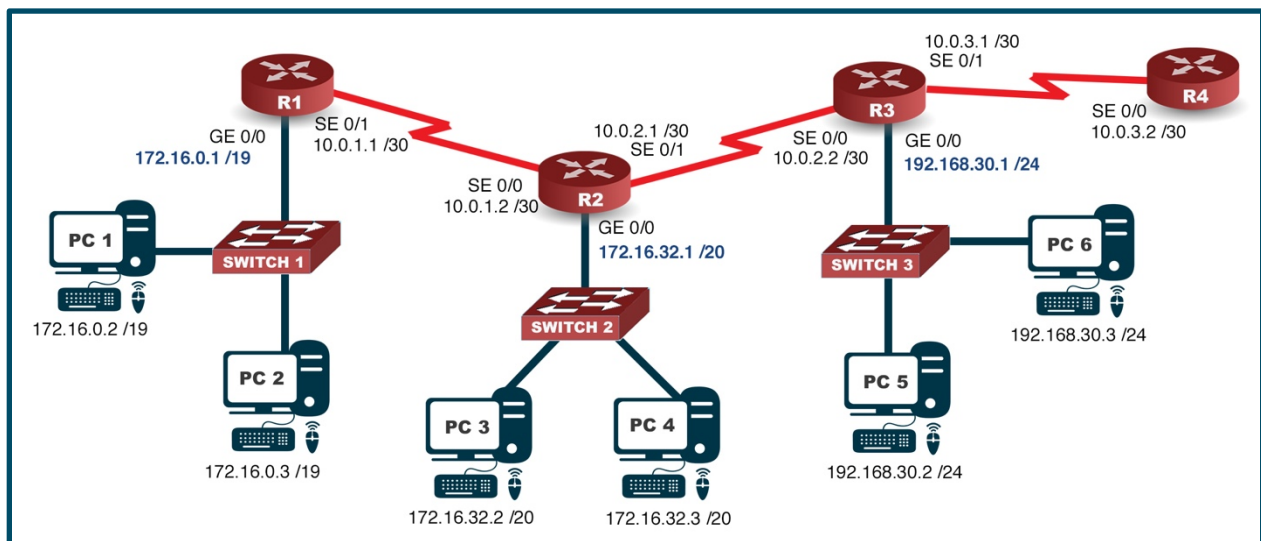 R1
GE 0/0
172.16.0.1 /19
SE 0/1
10.0.1.1 /30
PC 1
172.16.0.2 /19
SWITCH 1
PC 2
172.16.0.3 /19
10.0.2.1 /30
SE 0/1
SE 0/0
10.0.1.2 /30
R2
GE 0/0
172.16.32.1 /20
SWITCH 2
PC 3
172.16.32.2 /20
PC 4
172.16.32.3 /20
10.0.3.1 /30
SE 0/1
R3
SE 0/0
10.0.2.2 /30
GE 0/0
192.168.30.1 /24
R4
SE 0/0
10.0.3.2 /30
SWITCH 3
PC 6
192.168.30.3 /24
PC 5
192.168.30.2 /24